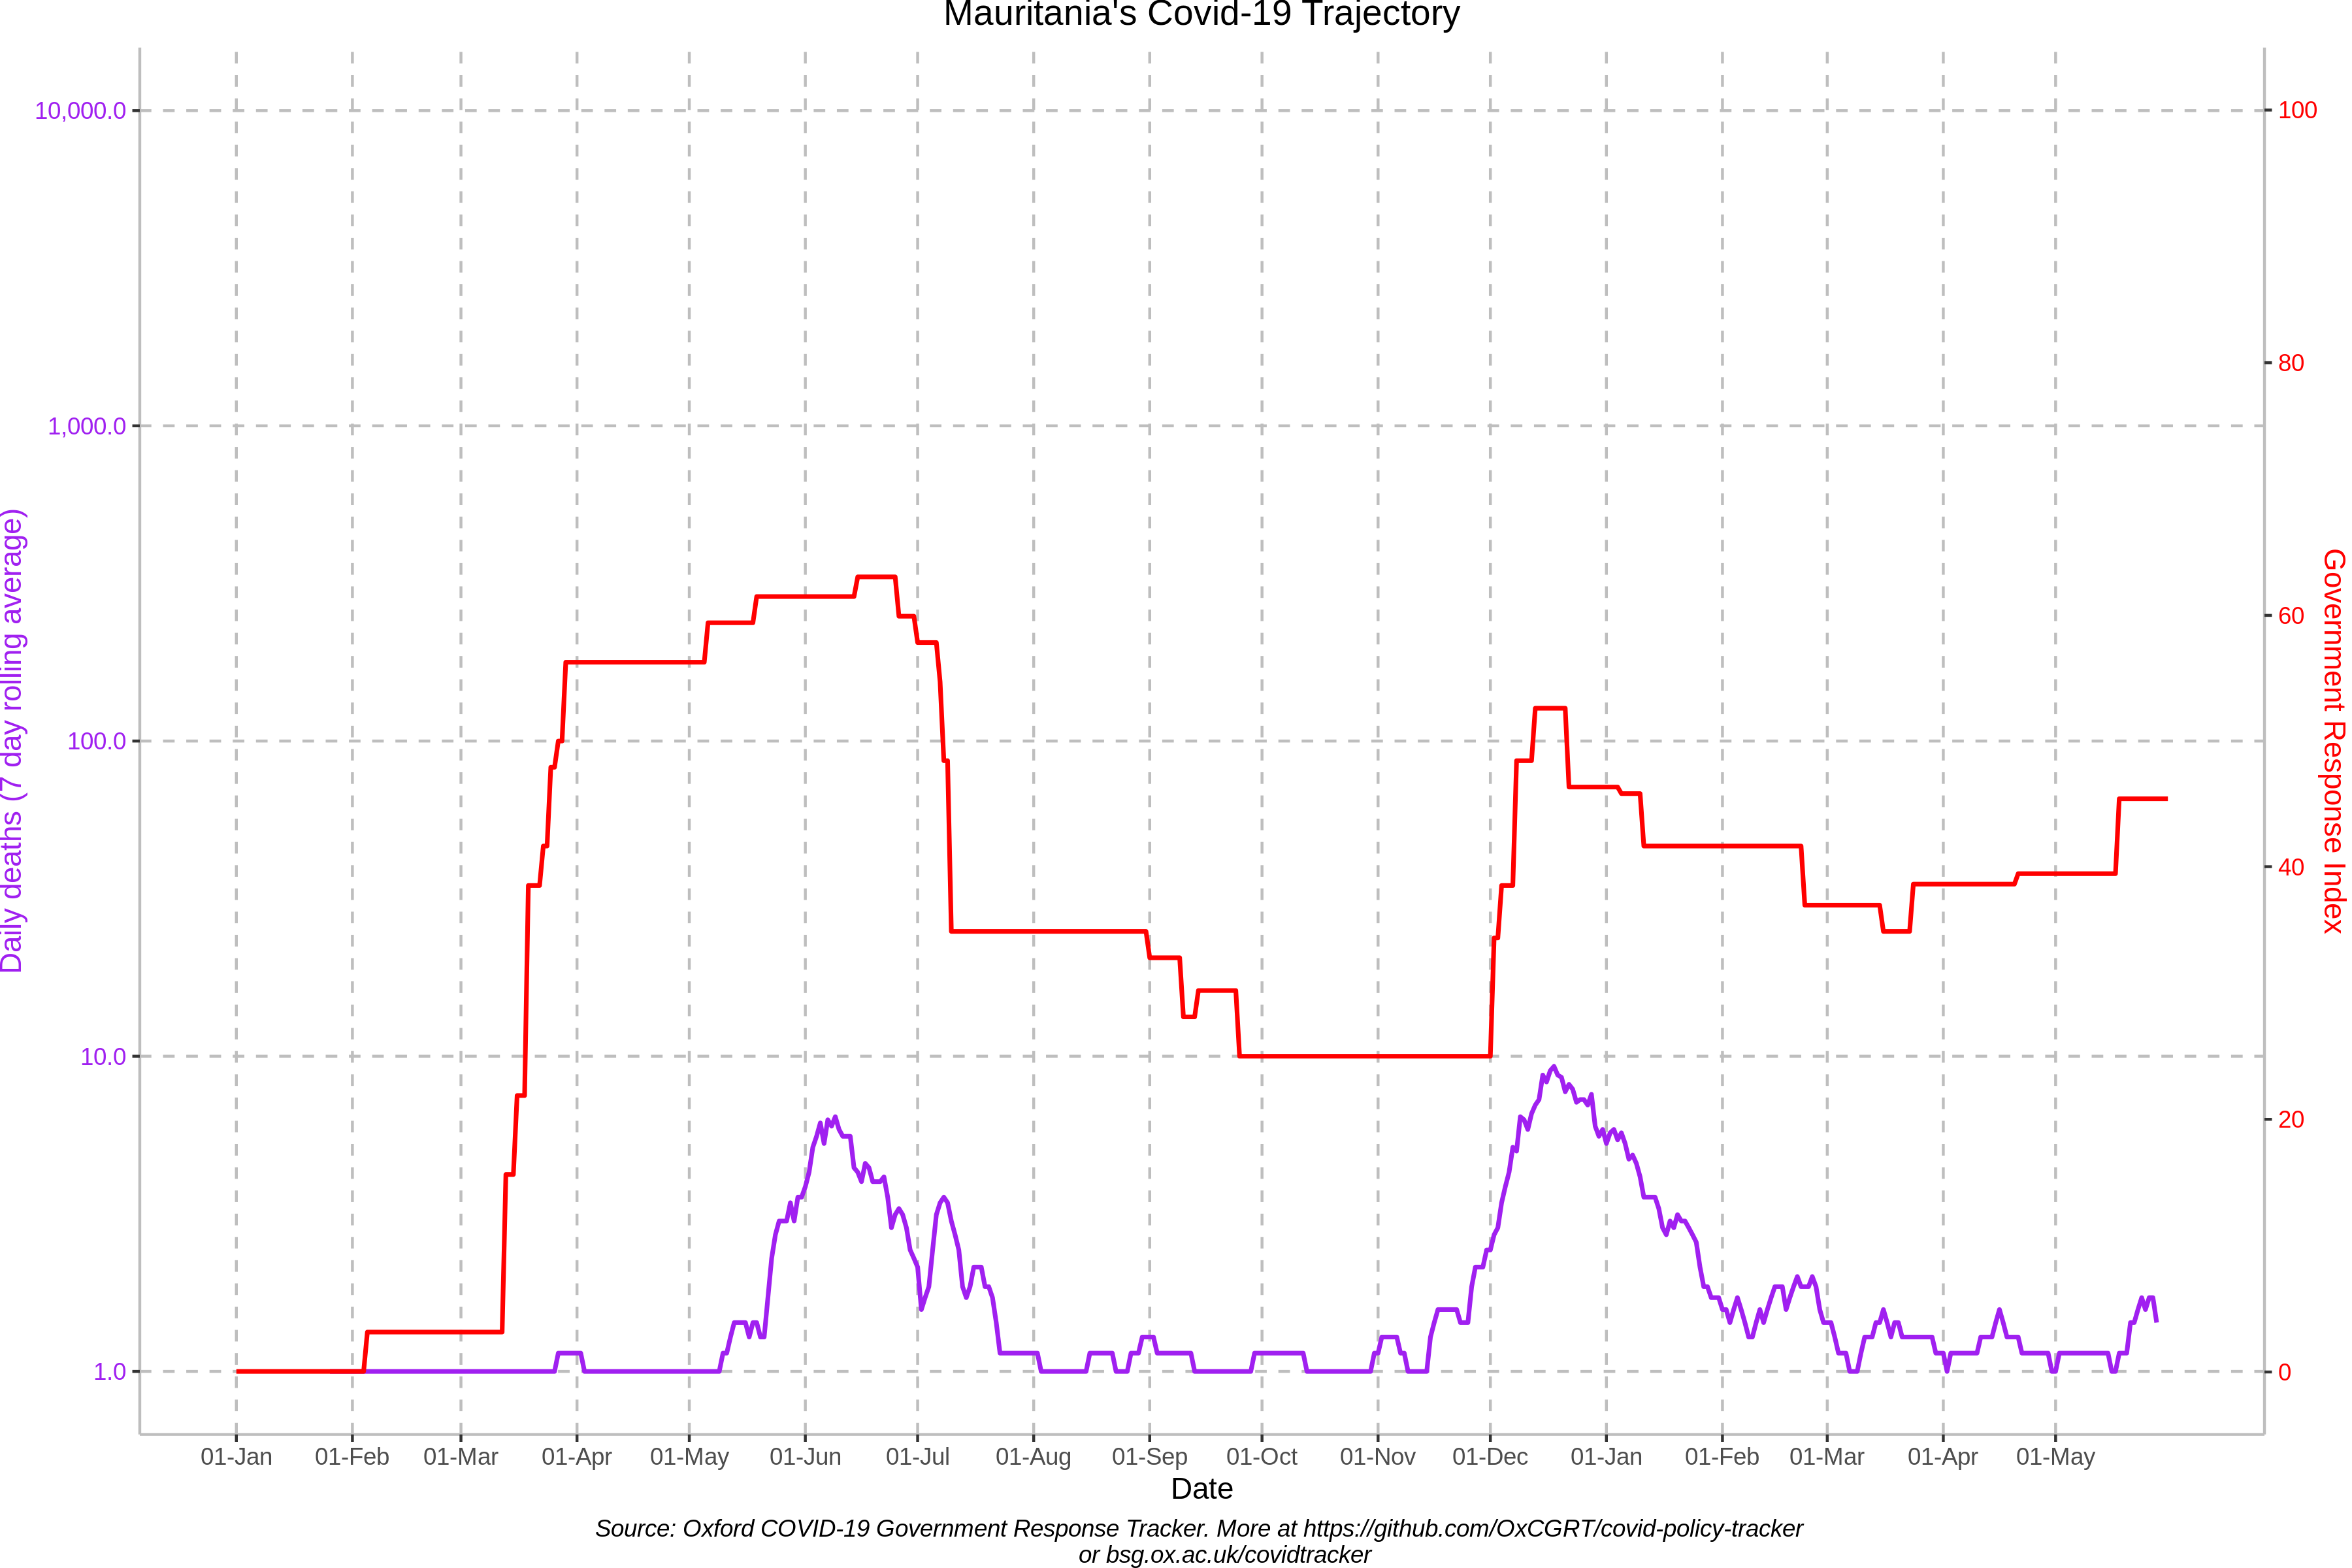 Mauritania's Covid-19 Trajectory
10,000.0
1,000.0
100.0
10.0
1.0
Daily deaths (7 day rolling average)
100
80
60
40
20
0
Government Response Index
01-Jan 01-Feb 01-Mar 01-Apr 01-May 01-Jun 01-Jul 01-Aug 01-Sep 01-Oct 01-Nov 01-Dec 01-Jan 01-Feb 01-Mar 01-Apr 01-May
Date
Source: Oxford COVID-19 Government Response Tracker. More at https://github.com/OxCGRT/covid-policy-tracker
or bsg.ox.ac.uk/covidtracker